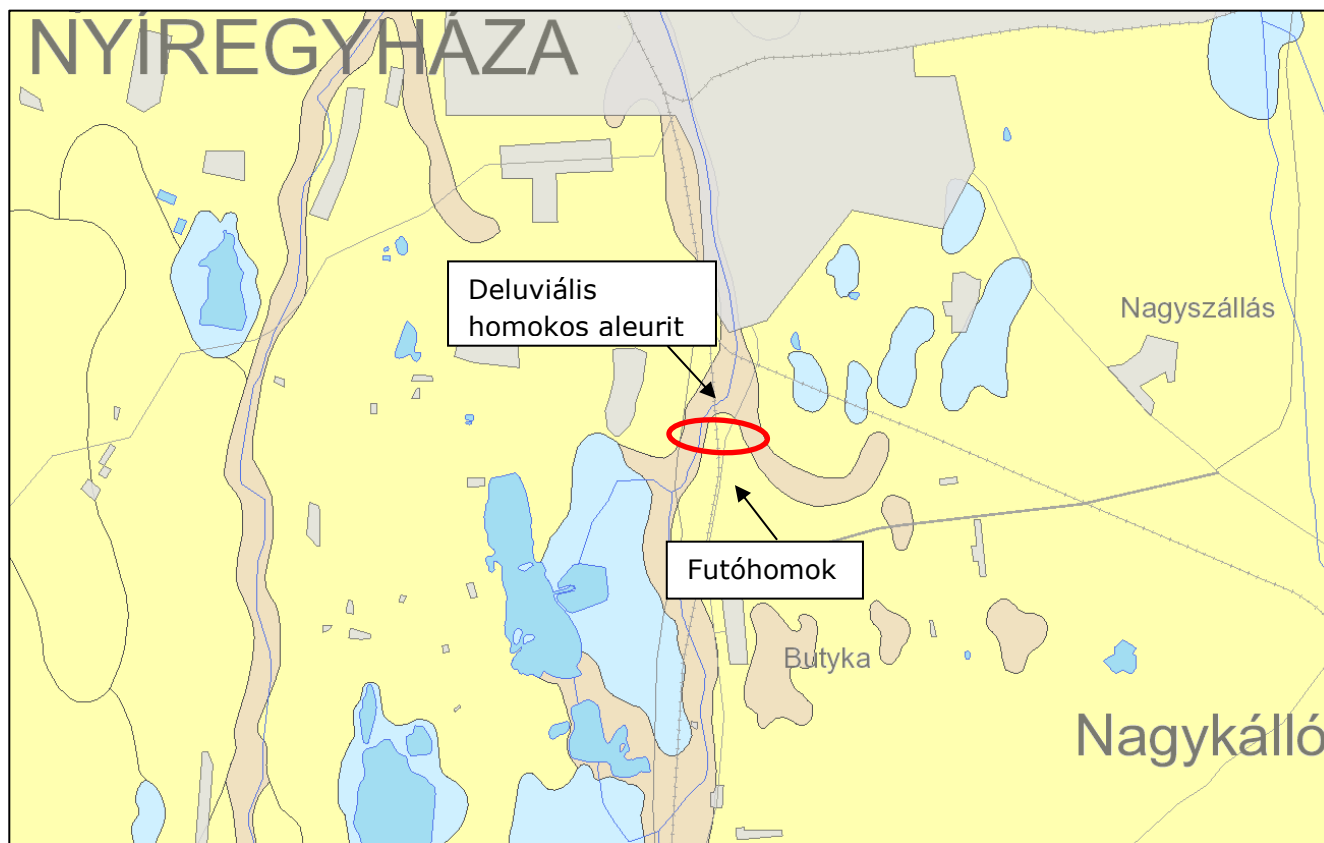 NYÍREGYHÁZA
Deluviális
homokos aleurit
Nagyszállás
Futóhomok
Butyka
Nagykálló